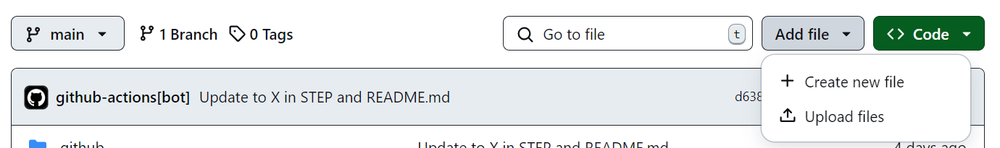 main 1 Branch 0 Tags Go to file t Add file Code
Create new file
github-actions[bot] Update to X in STEP and README.md d638
Upload files
.github Update to X in STEP and README.md 4 days ago